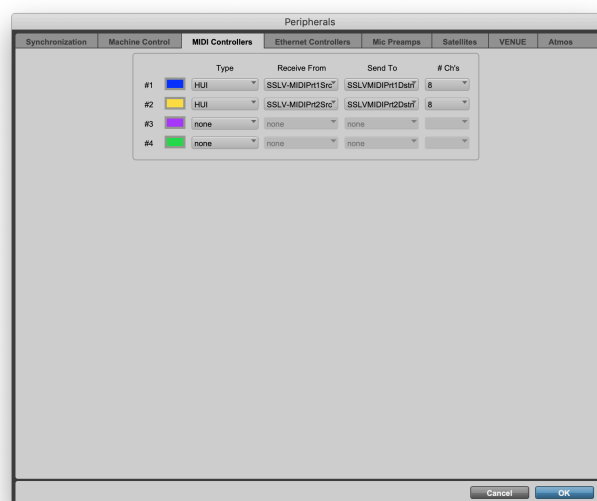 Peripherals
Synchronization Machine Control MIDI Controllers Ethernet Controllers Mic Preamps Satellites VENUE Atmos
Type Receive From Send To # Ch's
#1 HUI SSLV-MIDIPrt1Src SSLVMIDIPrt1Dstn 8
#2 HUI SSLV-MIDIPrt2Src SSLVMIDIPrt2Dstn 8
#3 none none none
#4 none none none
Cancel OK